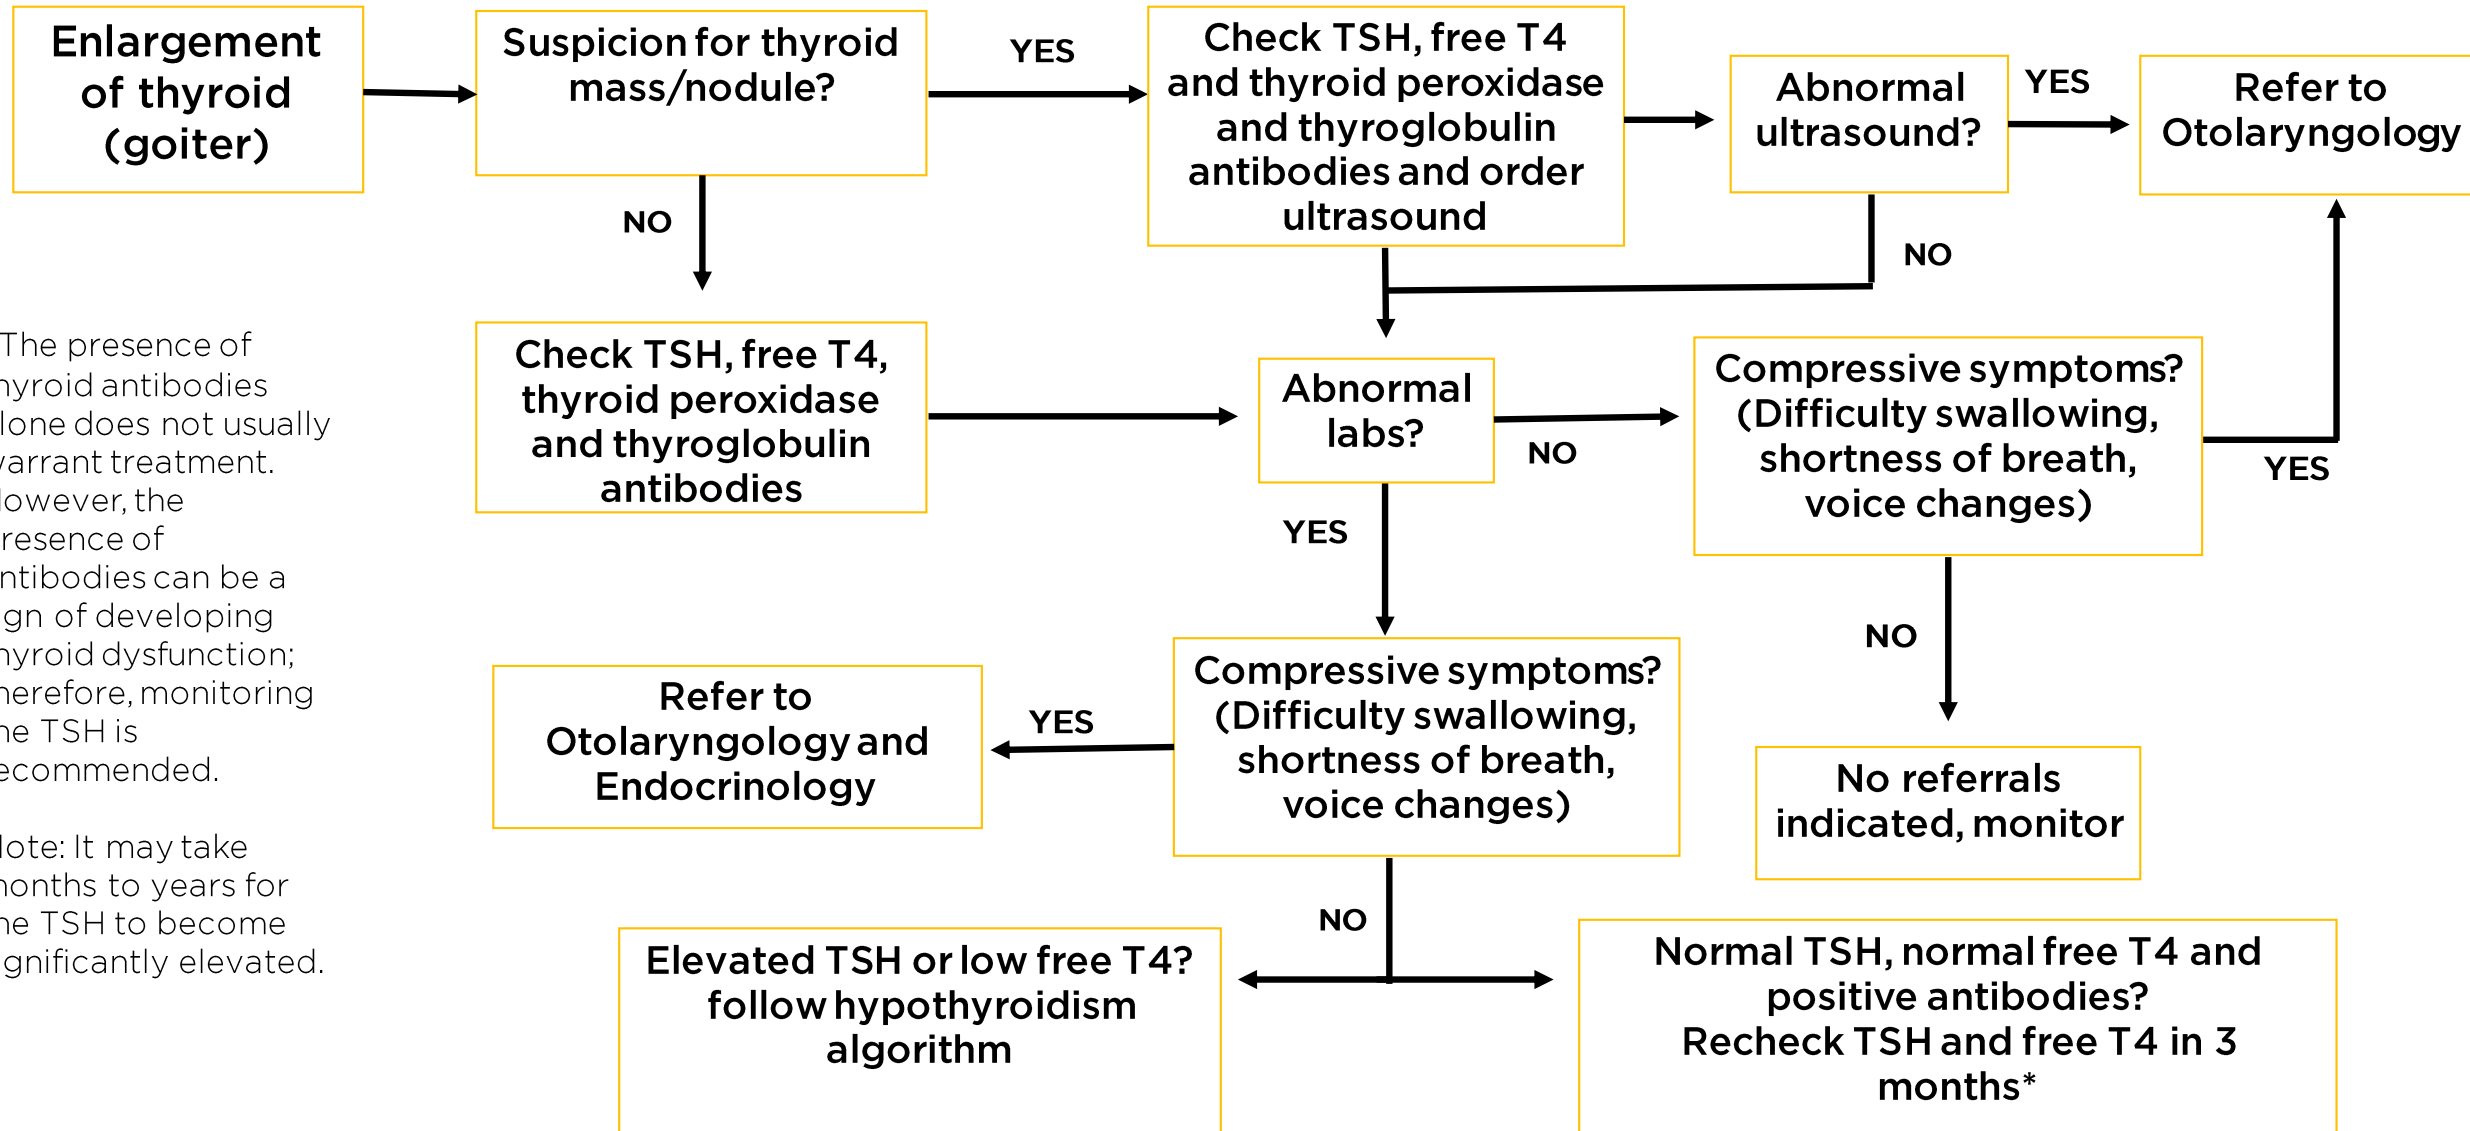 Enlargement
of thyroid
(goiter)
Suspicion for thyroid
mass/nodule?
YES
Check TSH, free T4
and thyroid peroxidase
and thyroglobulin
antibodies and order
ultrasound
Abnormal
ultrasound?
YES
Refer to
Otolaryngology
NO
NO
Check TSH, free T4,
thyroid peroxidase
and thyroglobulin
antibodies
Abnormal
labs?
NO
Compressive symptoms?
(Difficulty swallowing,
shortness of breath,
voice changes)
YES
YES
NO
Compressive symptoms?
(Difficulty swallowing,
shortness of breath,
voice changes)
YES
Refer to
Otolaryngology and
Endocrinology
No referrals
indicated, monitor
NO
Elevated TSH or low free T4?
follow hypothyroidism
algorithm
Normal TSH, normal free T4 and
positive antibodies?
Recheck TSH and free T4 in 3
months*
The presence of
hyroid antibodies
lone does not usually
arrant treatment.
owever, the
resence of
ntibodies can be a
ign of developing
hyroid dysfunction;
herefore, monitoring
he TSH is
ecommended.
ote: It may take
onths to years for
he TSH to become
ignificantly elevated.